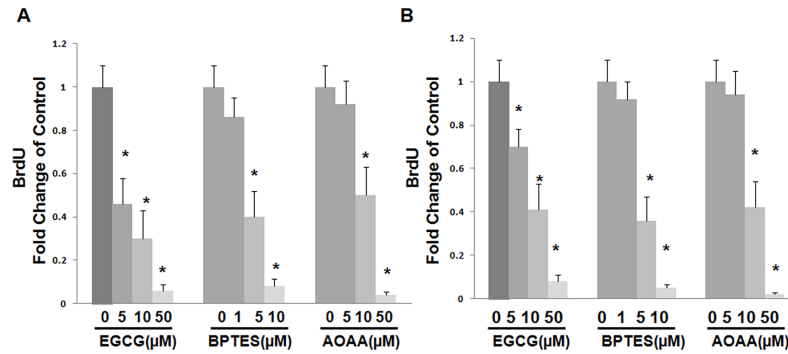 A
BrdU
Fold Change of Control
1.2
1
0.8
0.6
0.4
0.2
0
* * * * * * *
0 5 10 50 0 1 5 10 0 5 10 50
EGCG(µM) BPTES(µM) AOAA(µM)
B
BrdU
Fold Change of Control
1.2
1
0.8
0.6
0.4
0.2
0
* * * * * * *
0 5 10 50 0 1 5 10 0 5 10 50
EGCG(µM) BPTES(µM) AOAA(µM)